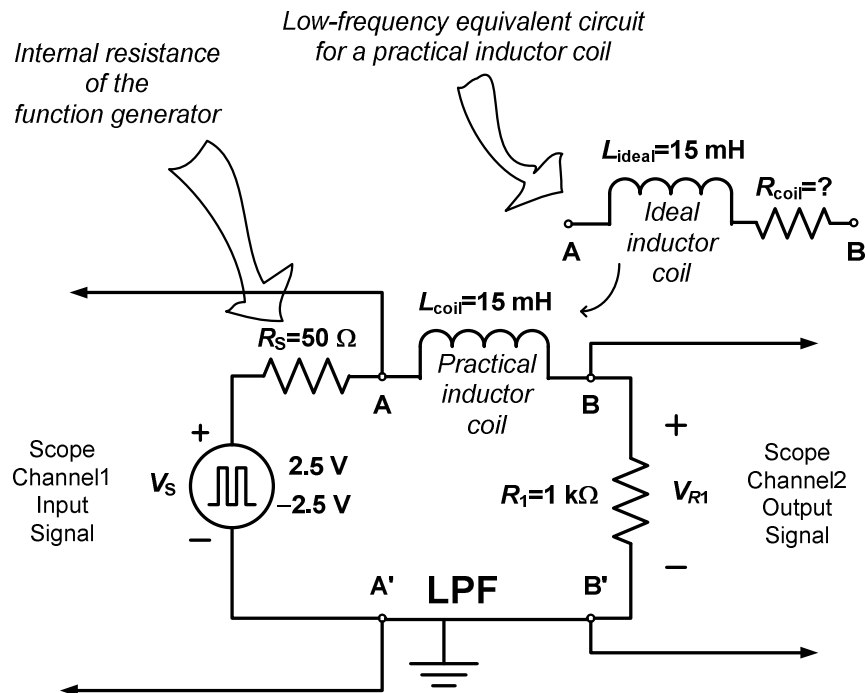 Low-frequency equivalent circuit
for a practical inductor coil
Internal resistance
of the
function generator
L_ideal=15 mH
R_coil=?
A
Ideal
inductor
coil
B
L_coil=15 mH
R_S=50 Ω
A
Practical
inductor
coil
B
Scope
Channel1
Input
Signal
+
V_S
−
2.5 V
−2.5 V
R_1=1 kΩ
+
V_R1
−
Scope
Channel2
Output
Signal
A'
LPF
B'